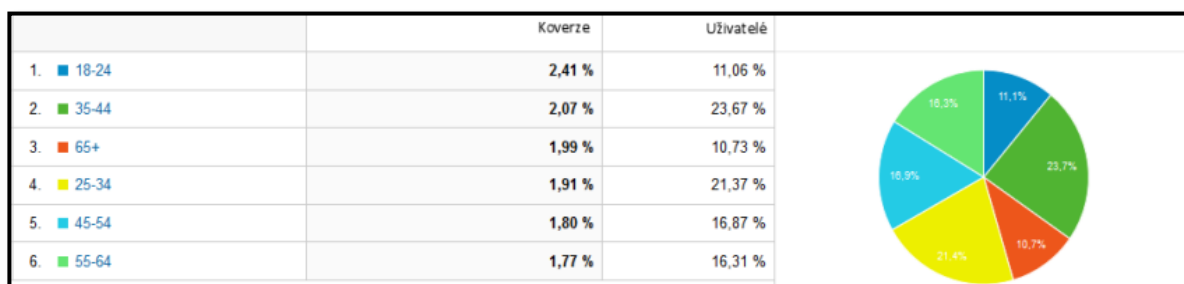 Koverze Uživatelé
1. 18-24 2,41 % 11,06 %
2. 35-44 2,07 % 23,67 %
3. 65+ 1,99 % 10,73 %
4. 25-34 1,91 % 21,37 %
5. 45-54 1,80 % 16,87 %
6. 55-64 1,77 % 16,31 %
16,3% 11,1%
16,9% 23,7%
21,4% 10,7%